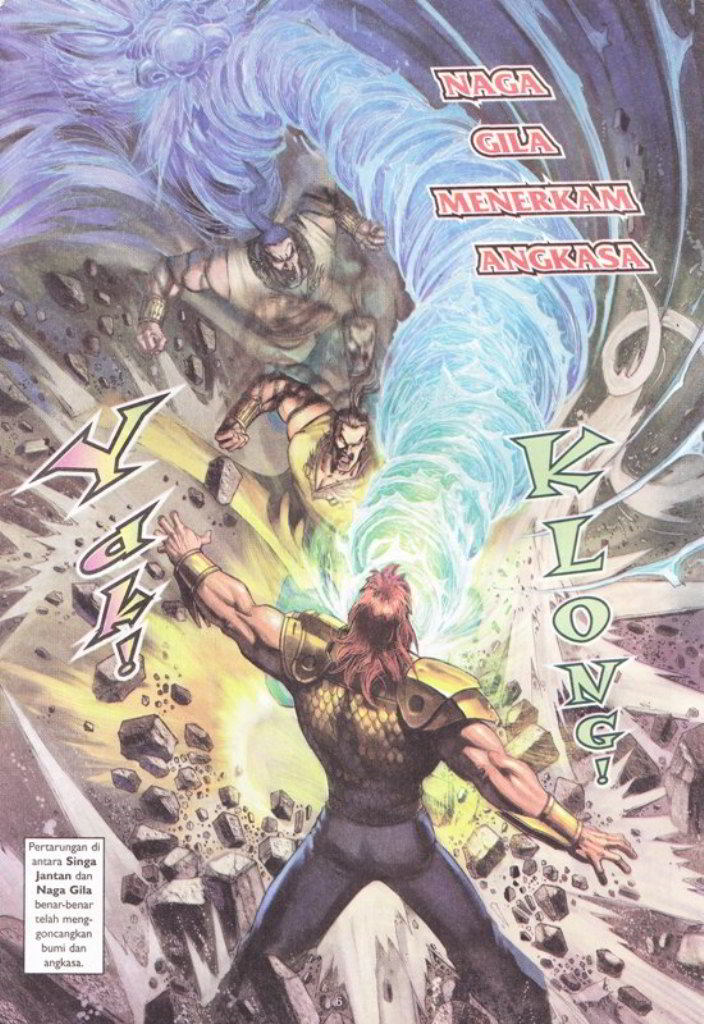 NAGA
GILA
MENERKAM
ANGKASA
Yak!
KLONG!
Pertarungan di
antara Singa
Jantan dan
Naga Gila
benar-benar
telah meng-
goncangkan
bumi dan
angkasa.
6